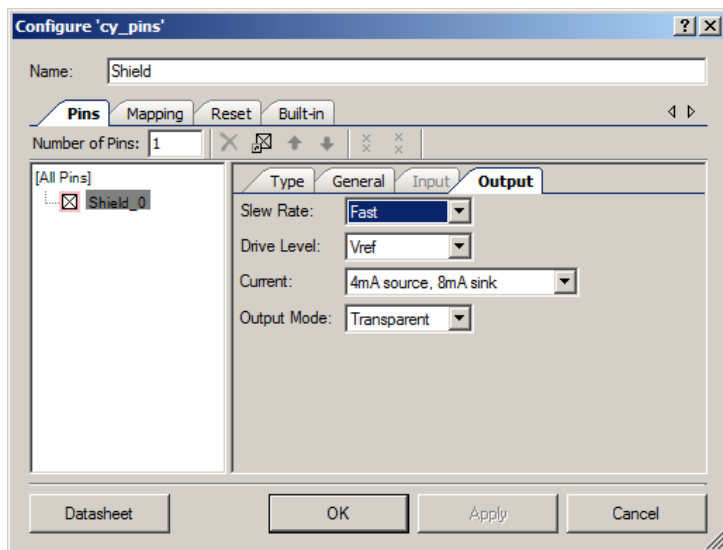 Configure 'cy_pins'
Name: Shield
Pins Mapping Reset Built-in
Number of Pins: 1
[All Pins]
Shield_0
Type General Input Output
Slew Rate: Fast
Drive Level: Vref
Current: 4mA source, 8mA sink
Output Mode: Transparent
Datasheet OK Apply Cancel